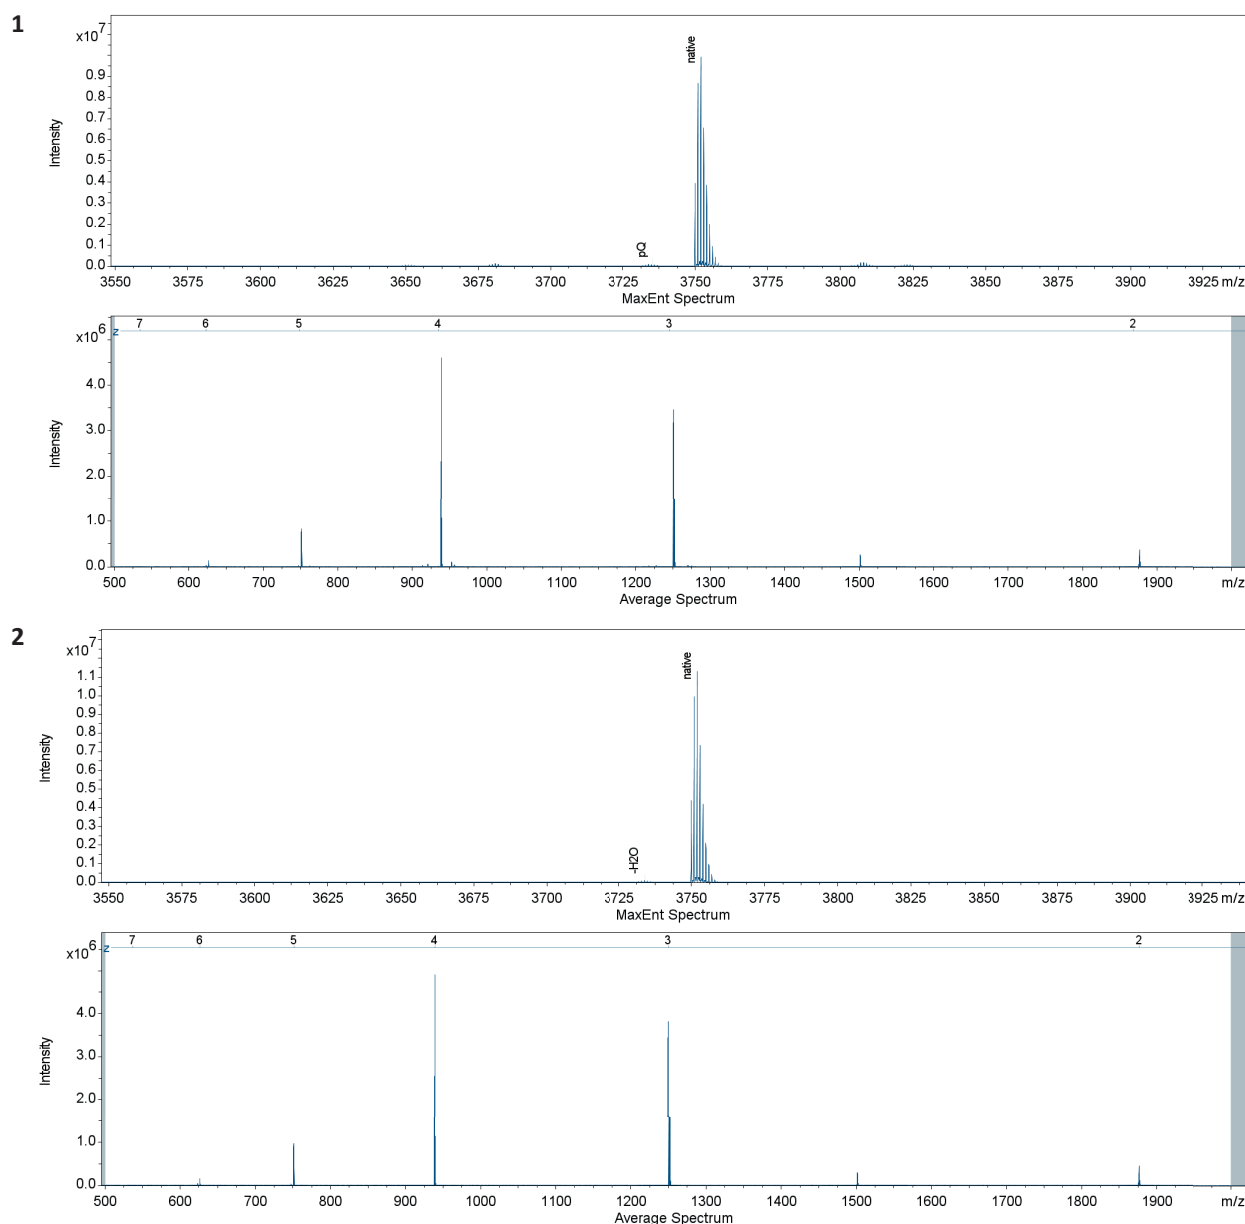 1
x10^7
native
0.9
0.8
0.7
0.6
0.5
0.4
0.3
0.2
0.1
0.0
Intensity
pQ
3550 3575 3600 3625 3650 3675 3700 3725 3750 3775 3800 3825 3850 3875 3900 3925 m/z
MaxEnt Spectrum
7 6 5 4 3 2
z
x10^6
4.0
3.0
2.0
1.0
0.0
Intensity
500 600 700 800 900 1000 1100 1200 1300 1400 1500 1600 1700 1800 1900 m/z
Average Spectrum
2
x10^7
native
1.1
1.0
0.9
0.8
0.7
0.6
0.5
0.4
0.3
0.2
0.1
0.0
Intensity
-H2O
3550 3575 3600 3625 3650 3675 3700 3725 3750 3775 3800 3825 3850 3875 3900 3925 m/z
MaxEnt Spectrum
7 6 5 4 3 2
z
x10^6
4.0
3.0
2.0
1.0
0.0
Intensity
500 600 700 800 900 1000 1100 1200 1300 1400 1500 1600 1700 1800 1900 m/z
Average Spectrum